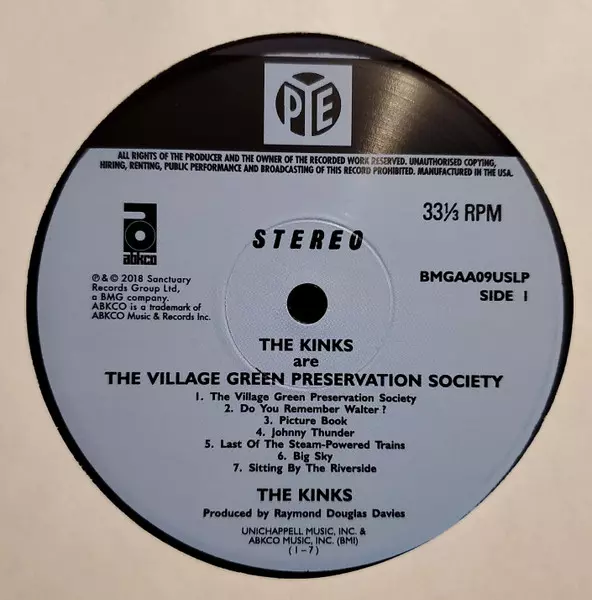 PYE
ALL RIGHTS OF THE PRODUCER AND THE OWNER OF THE RECORDED WORK RESERVED. UNAUTHORISED COPYING,
HIRING, RENTING, PUBLIC PERFORMANCE AND BROADCASTING OF THIS RECORD PROHIBITED. MANUFACTURED IN THE USA.
abkco
STEREO
33⅓ RPM
℗ & © 2018 Sanctuary
Records Group Ltd,
a BMG company.
ABKCO is a trademark of
ABKCO Music & Records Inc.
BMGAA09USLP
SIDE 1
THE KINKS
are
THE VILLAGE GREEN PRESERVATION SOCIETY
1. The Village Green Preservation Society
2. Do You Remember Walter?
3. Picture Book
4. Johnny Thunder
5. Last Of The Steam-Powered Trains
6. Big Sky
7. Sitting By The Riverside
THE KINKS
Produced by Raymond Douglas Davies
UNICHAPPELL MUSIC, INC. &
ABKCO MUSIC, INC. (BMI)
(1–7)